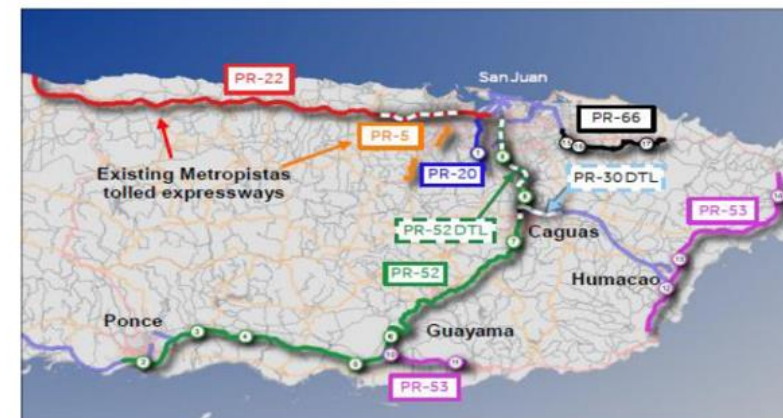 PR-22
San Juan
PR-66
PR-5
Existing Metropistas
tolled expressways
PR-20
PR-30 DTL
PR-53
PR-52 DTL
Caguas
PR-52
Humacao
Ponce
Guayama
PR-53